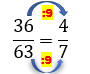 :9
36/63 = 4/7
:9